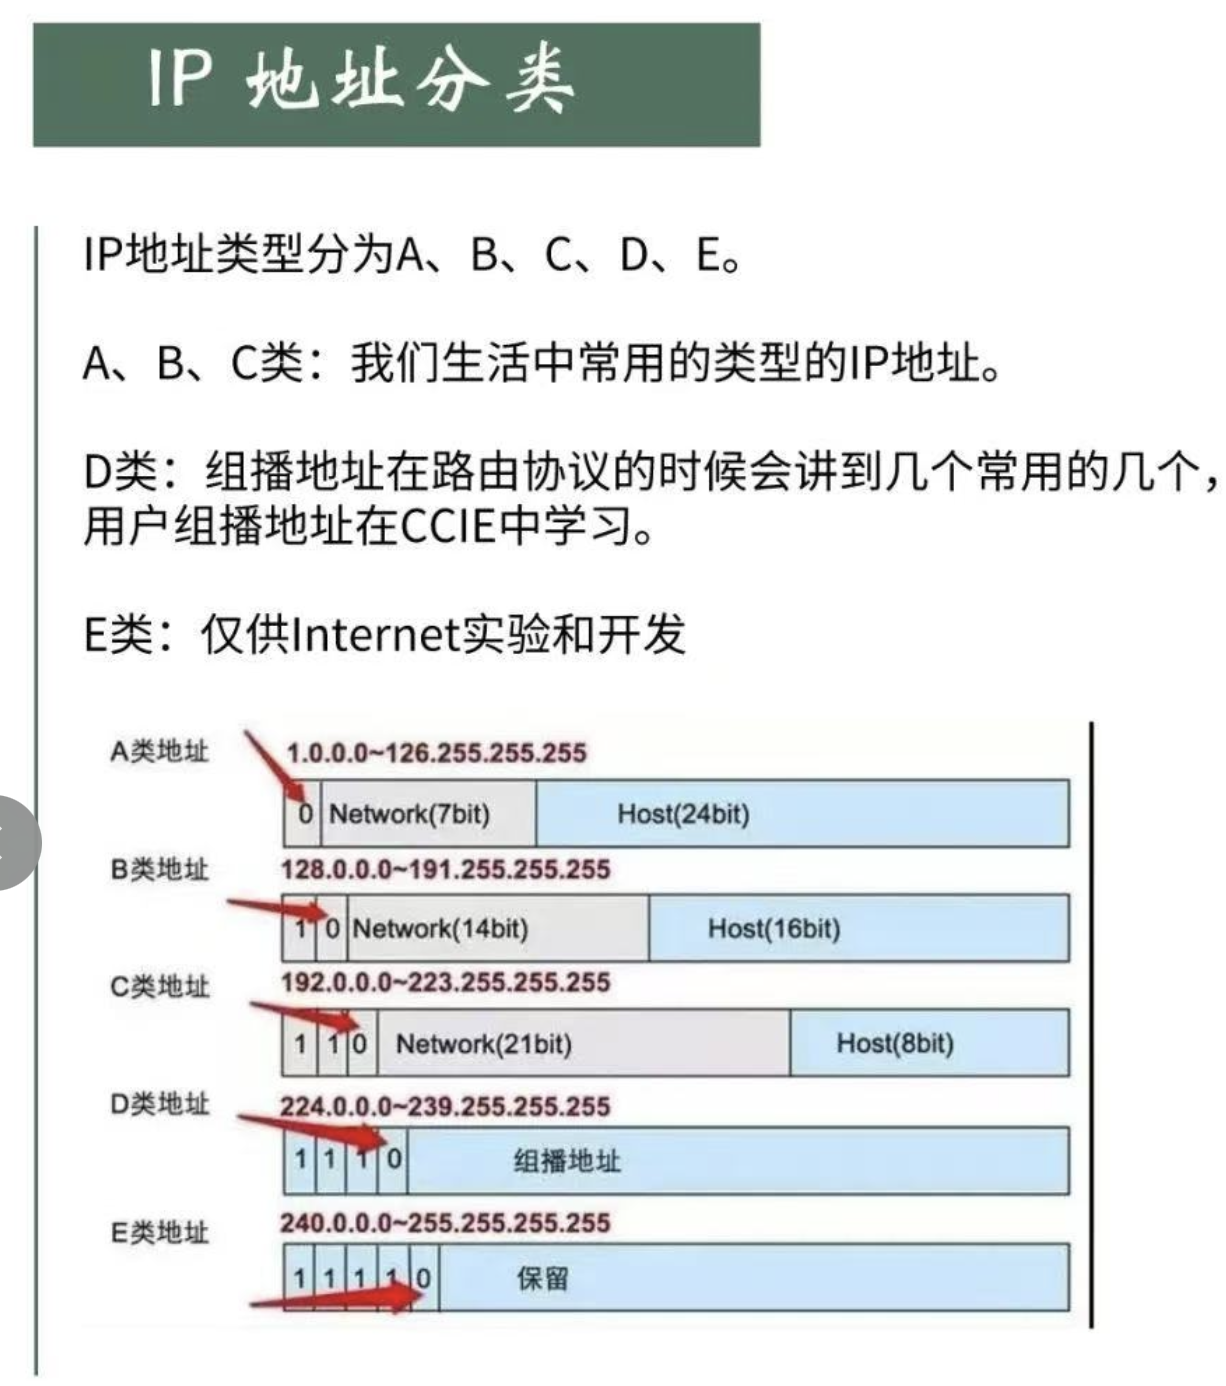 IP 地址分类
IP地址类型分为A、B、C、D、E。
A、B、C类：我们生活中常用的类型的IP地址。
D类：组播地址在路由协议的时候会讲到几个常用的几个，
用户组播地址在CCIE中学习。
E类：仅供Internet实验和开发
A类地址 1.0.0.0~126.255.255.255
0 Network(7bit) Host(24bit)
B类地址 128.0.0.0~191.255.255.255
1 0 Network(14bit) Host(16bit)
C类地址 192.0.0.0~223.255.255.255
1 1 0 Network(21bit) Host(8bit)
D类地址 224.0.0.0~239.255.255.255
1 1 1 0 组播地址
E类地址 240.0.0.0~255.255.255.255
1 1 1 1 0 保留